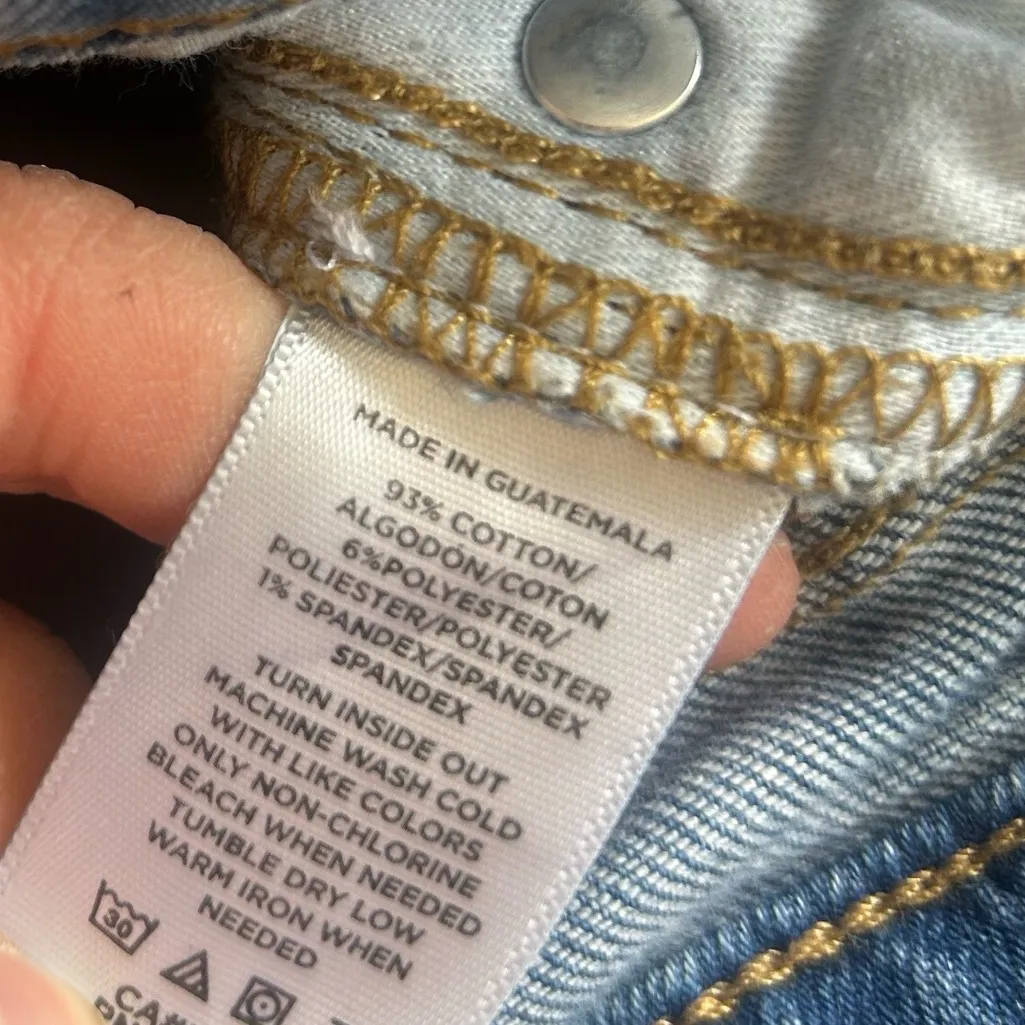 MADE IN GUATEMALA
93% COTTON/
ALGODÓN/COTON
6%POLYESTER/
POLIESTER/POLYESTER
1% SPANDEX/SPANDEX
SPANDEX
TURN INSIDE OUT
MACHINE WASH COLD
WITH LIKE COLORS
ONLY NON-CHLORINE
BLEACH WHEN NEEDED
TUMBLE DRY LOW
WARM IRON WHEN
NEEDED
30
CA#